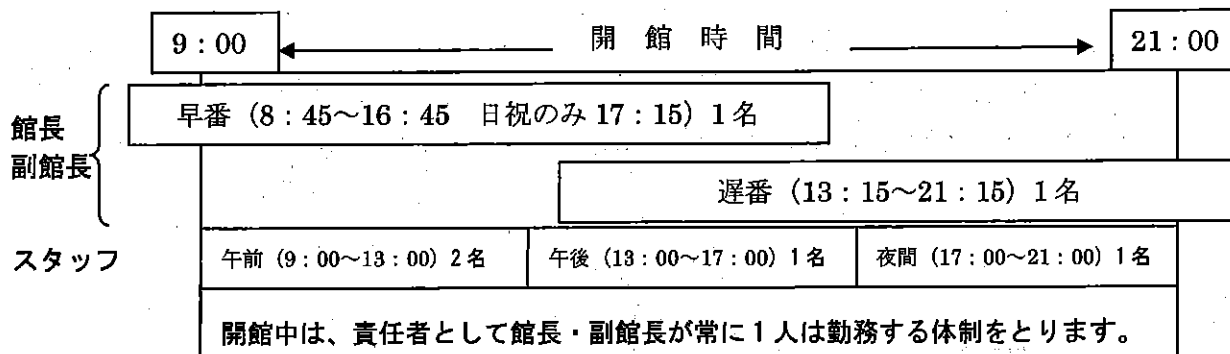 9：00 開館時間 21：00
早番（8：45～16：45　日祝のみ 17：15）1名
館長
副館長
遅番（13：15～21：15）1名
スタッフ 午前（9：00～13：00）2名 午後（13：00～17：00）1名 夜間（17：00～21：00）1名
開館中は、責任者として館長・副館長が常に1人は勤務する体制をとります。